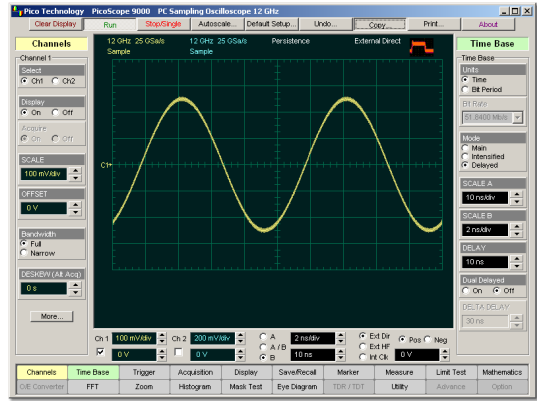 Pico Technology PicoScope 9000 PC Sampling Oscilloscope 12 GHz
Clear Display Run Stop/Single Autoscale... Default Setup... Undo... Copy... Print... About
Channels
Channel 1
Select
Ch1 Ch2
Display
On Off
Acquire
On Off
SCALE
100 mV/div
OFFSET
0 V
Bandwidth
Full
Narrow
DESKEW (Alt Acq)
0 s
More...
12 GHz 25 GSa/s 12 GHz 25 GSa/s Persistence External Direct
Sample Sample
C1
Time Base
Time Base
Units
Time
Bit Period
Bit Rate
51.8400 Mb/s
Mode
Main
Intensified
Delayed
SCALE A
10 ns/div
SCALE B
2 ns/div
DELAY
10 ns
Dual Delayed
On Off
DELTA DELAY
30 ns
Ch 1 100 mV/div Ch 2 200 mV/div A 2 ns/div Ext Dir Pos Neg
A / B Ext HF
0 V 0 V B 10 ns Int Clk 0 V
Channels Time Base Trigger Acquisition Display Save/Recall Marker Measure Limit Test Mathematics
O/E Converter FFT Zoom Histogram Mask Test Eye Diagram TDR / TDT Utility Advance Option